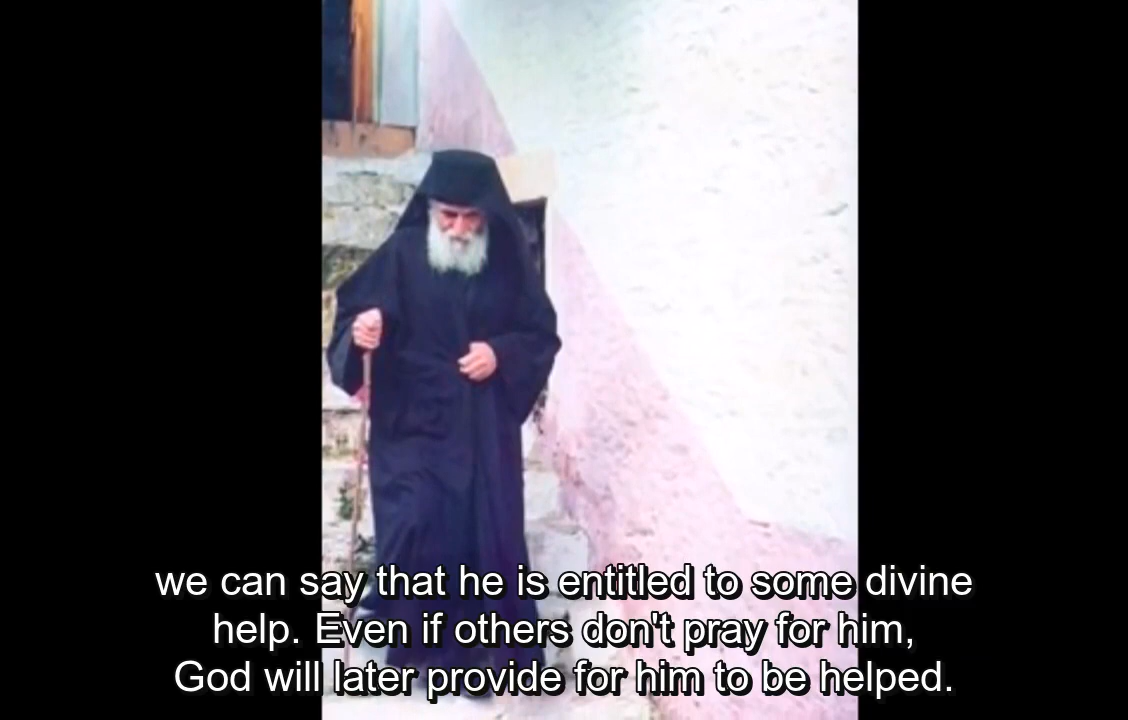 we can say that he is entitled to some divine
help. Even if others don't pray for him,
God will later provide for him to be helped.